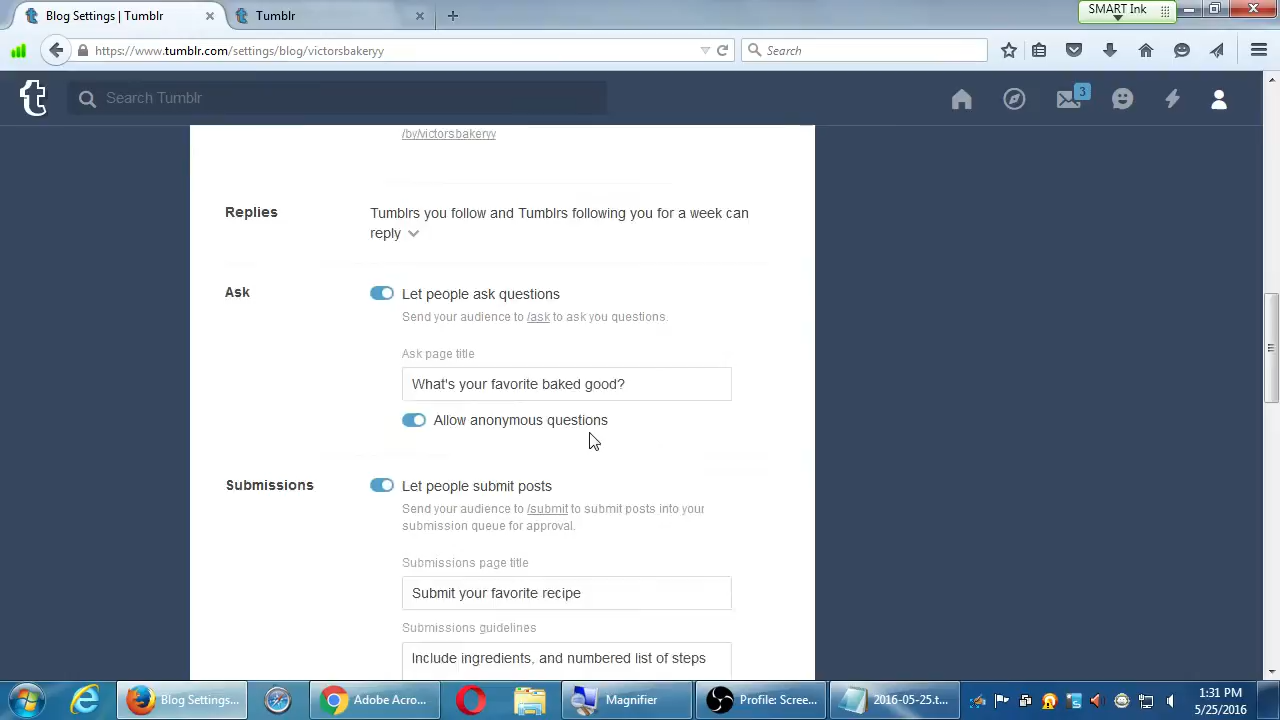 Blog Settings | Tumblr
Tumblr
SMART Ink
https://www.tumblr.com/settings/blog/victorsbakeryy
Search
Search Tumblr
3
/by/victorsbakeryy
Replies
Tumblrs you follow and Tumblrs following you for a week can
reply
Ask
Let people ask questions
Send your audience to /ask to ask you questions.
Ask page title
What's your favorite baked good?
Allow anonymous questions
Submissions
Let people submit posts
Send your audience to /submit to submit posts into your
submission queue for approval.
Submissions page title
Submit your favorite recipe
Submissions guidelines
Include ingredients, and numbered list of steps
Blog Settings...
Adobe Acro...
Magnifier
Profile: Scree...
2016-05-25.t...
1:31 PM
5/25/2016